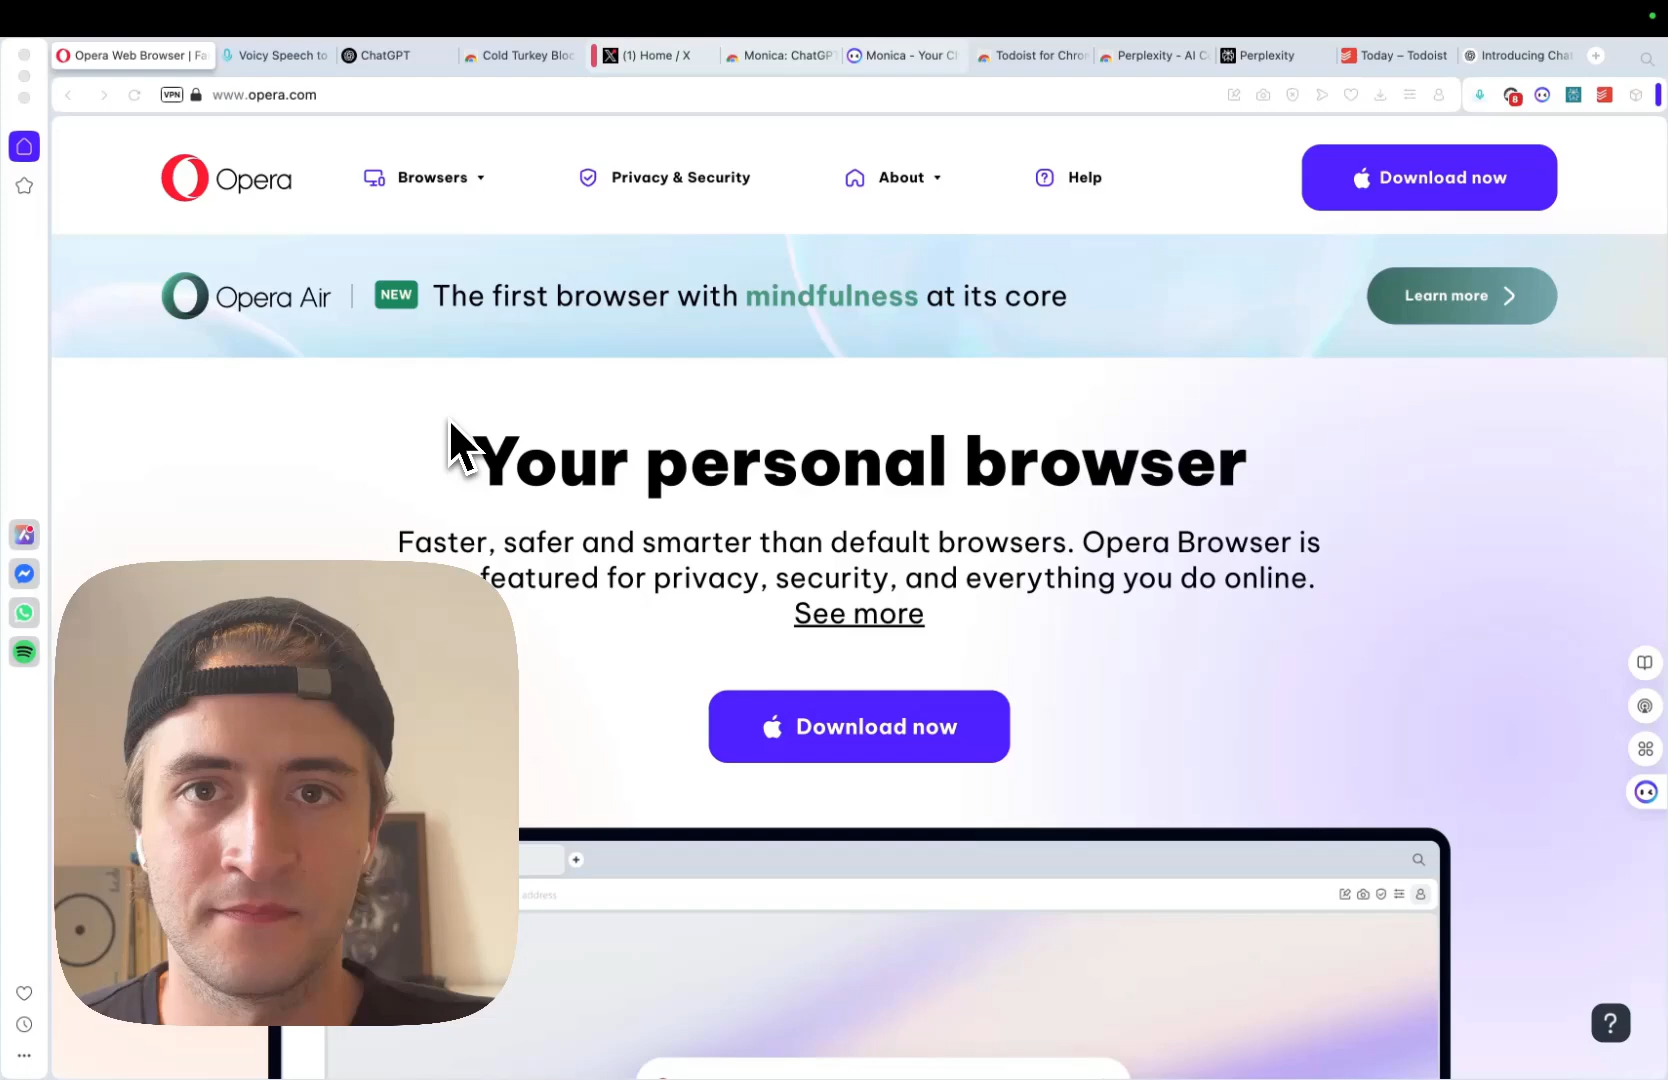 Opera Web Browser | Fa
Voicy Speech to
ChatGPT
Cold Turkey Bloc
(1) Home / X
Monica: ChatGPT
Monica - Your Ch
Todoist for Chron
Perplexity - AI C
Perplexity
Today – Todoist
Introducing Chat
VPN
www.opera.com
8
Opera
Browsers
Privacy & Security
About
Help
Download now
Opera Air
NEW
The first browser with mindfulness at its core
Learn more
Your personal browser
Faster, safer and smarter than default browsers. Opera Browser is
featured for privacy, security, and everything you do online.
See more
Download now
address
?